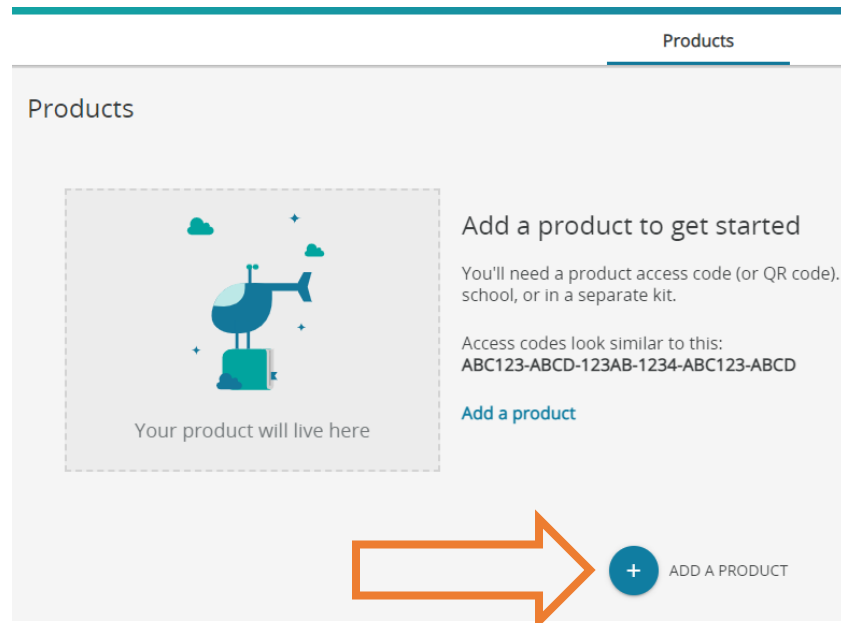 Products
Products
Add a product to get started
You'll need a product access code (or QR code).
school, or in a separate kit.
Access codes look similar to this:
ABC123-ABCD-123AB-1234-ABC123-ABCD
Add a product
Your product will live here
+ ADD A PRODUCT